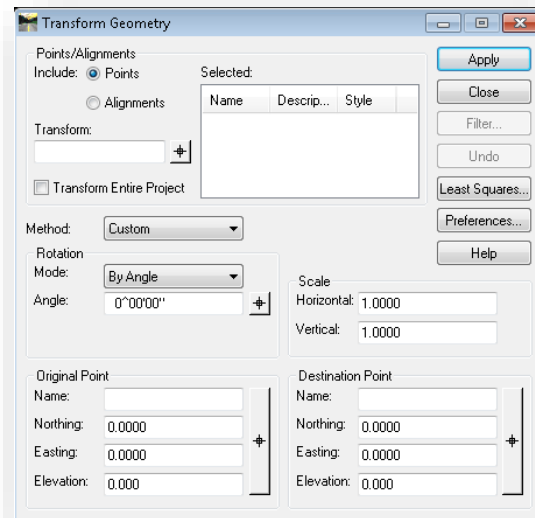 Transform Geometry
Points/Alignments
Include: Points
Alignments
Selected:
Name Descrip... Style
Transform:
Transform Entire Project
Apply
Close
Filter...
Undo
Least Squares...
Preferences...
Help
Method: Custom
Rotation
Mode: By Angle
Angle: 0^00'00"
Scale
Horizontal: 1.0000
Vertical: 1.0000
Original Point
Name:
Northing: 0.0000
Easting: 0.0000
Elevation: 0.000
Destination Point
Name:
Northing: 0.0000
Easting: 0.0000
Elevation: 0.000